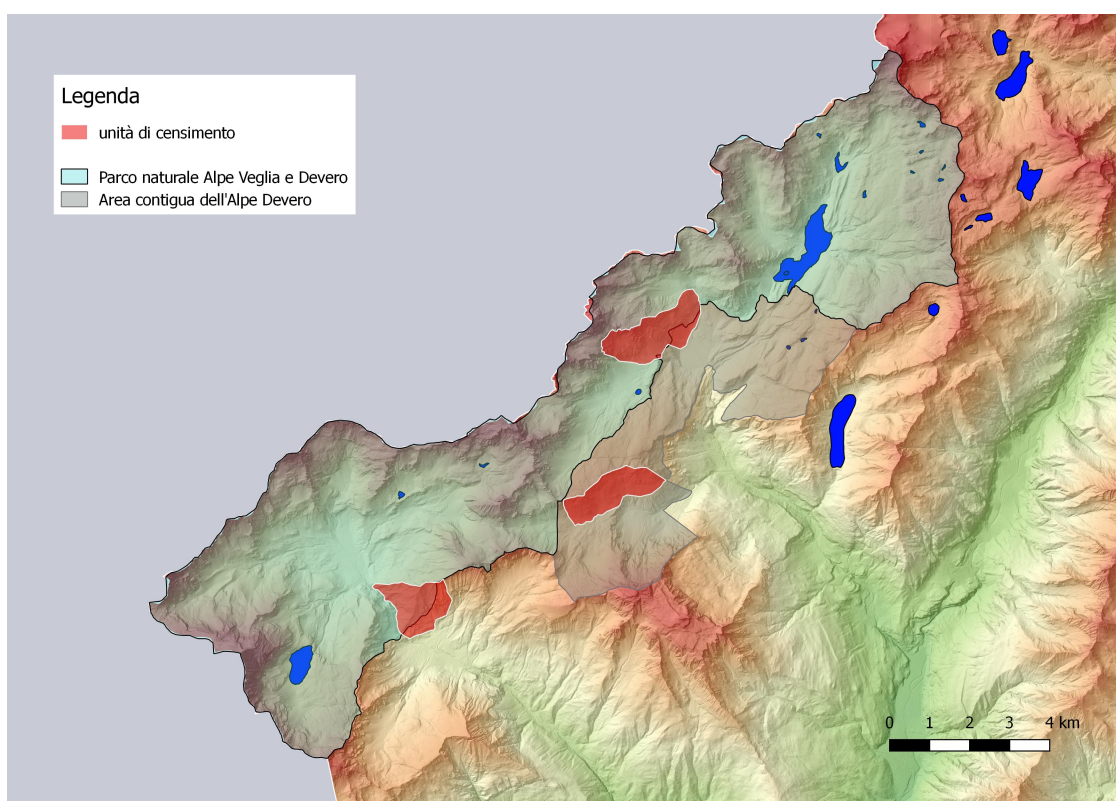 Legenda
unità di censimento
Parco naturale Alpe Veglia e Devero
Area contigua dell'Alpe Devero
0 1 2 3 4 km